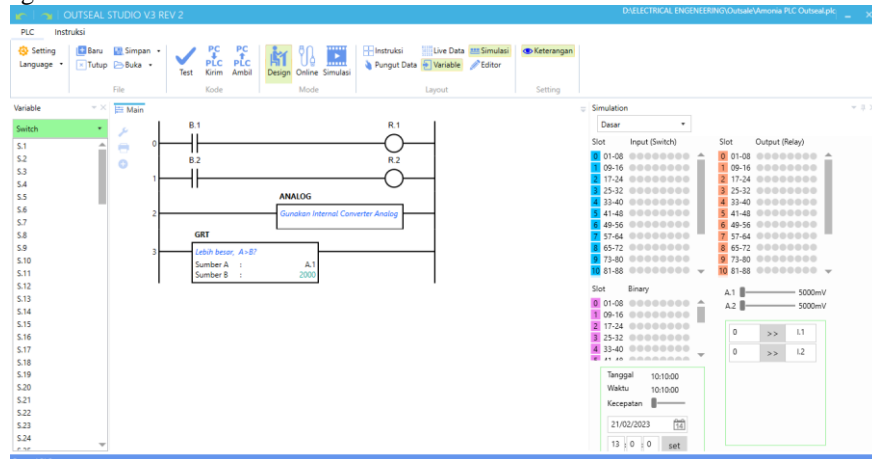 OUTSEAL STUDIO V3 REV 2
D:\ELECTRICAL ENGENEERING\Outsale\Amonia PLC Outseal.plc
PLC Instruksi
Setting Baru Simpan PC PC Instruksi Live Data Simulasi Keterangan
PLC PLC
Language Tutup Buka Test Kirim Ambil Design Online Simulasi Pungut Data Variable Editor
File Kode Mode Layout Setting
Variable
Switch
S.1
S.2
S.3
S.4
S.5
S.6
S.7
S.8
S.9
S.10
S.11
S.12
S.13
S.14
S.15
S.16
S.17
S.18
S.19
S.20
S.21
S.22
S.23
S.24
Main
B.1 R.1
0
B.2 R.2
1
ANALOG
2 Gunakan Internal Converter Analog
GRT
3 Lebih besar, A>B?
Sumber A : A.1
Sumber B : 2000
Simulation
Dasar
Slot Input (Switch) Slot Output (Relay)
0 01-08 0 01-08
1 09-16 1 09-16
2 17-24 2 17-24
3 25-32 3 25-32
4 33-40 4 33-40
5 41-48 5 41-48
6 49-56 6 49-56
7 57-64 7 57-64
8 65-72 8 65-72
9 73-80 9 73-80
10 81-88 10 81-88
Slot Binary
0 01-08
1 09-16
2 17-24
3 25-32
4 33-40
A.1 5000mV
A.2 5000mV
0 >> I.1
0 >> I.2
Tanggal 10:10:00
Waktu 10:10:00
Kecepatan
21/02/2023 14
13 : 0 : 0 set